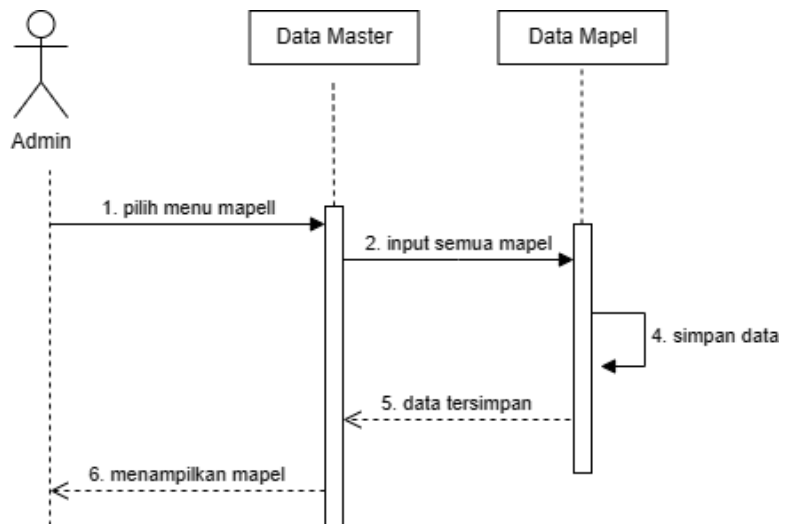 Data Master
Data Mapel
Admin
1. pilih menu mapell
2. input semua mapel
4. simpan data
5. data tersimpan
6. menampilkan mapel